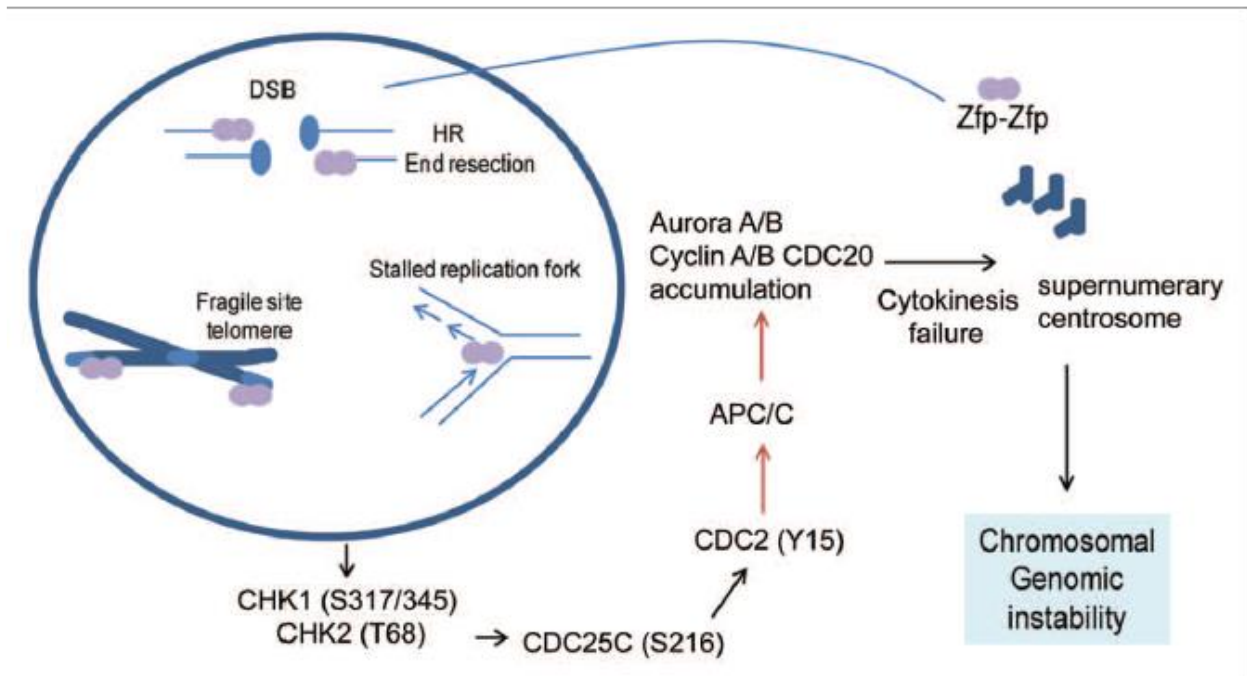 DSB
HR
End resection
Zfp-Zfp
Aurora A/B
Cyclin A/B CDC20
accumulation
Stalled replication fork
Fragile site
telomere
Cytokinesis
failure
supernumerary
centrosome
APC/C
CDC2 (Y15)
Chromosomal
Genomic
instability
CHK1 (S317/345)
CHK2 (T68)
CDC25C (S216)